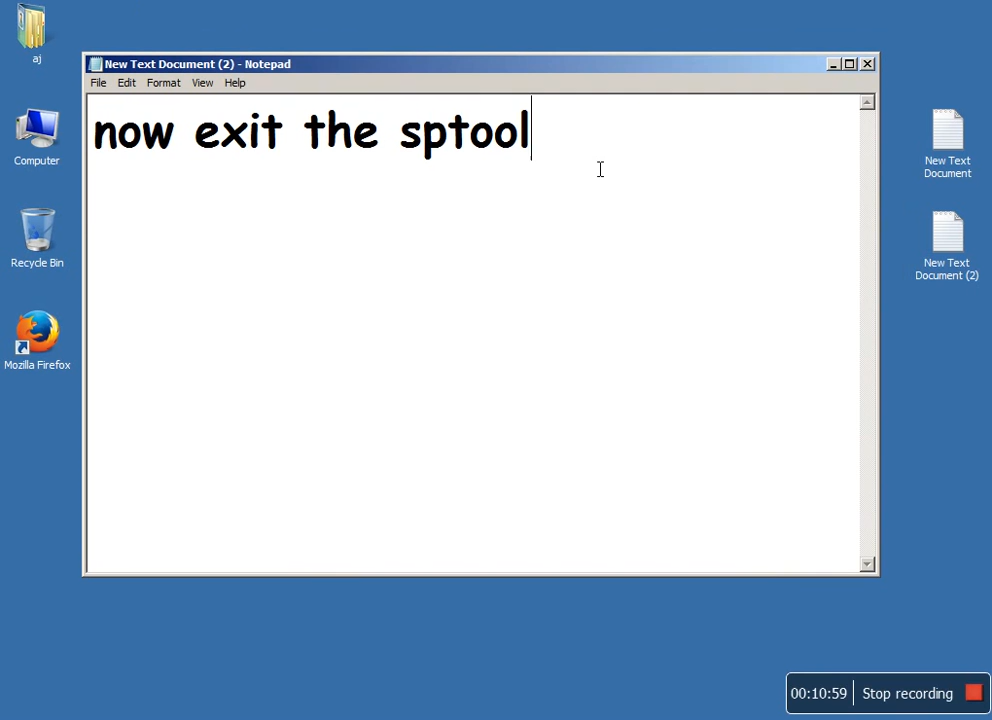 aj
New Text Document (2) - Notepad
File Edit Format View Help
now exit the sptool
Computer
Recycle Bin
Mozilla Firefox
New Text
Document
New Text
Document (2)
00:10:59 Stop recording